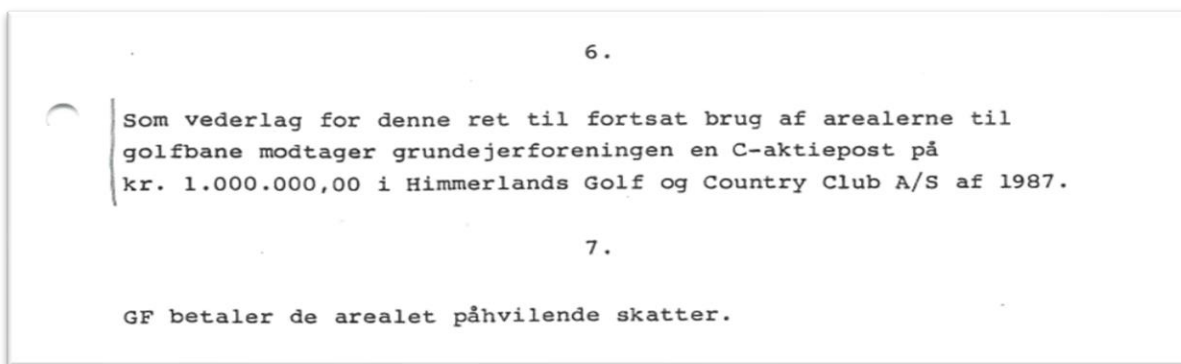 6.
Som vederlag for denne ret til fortsat brug af arealerne til
golfbane modtager grundejerforeningen en C-aktiepost på
kr. 1.000.000,00 i Himmerlands Golf og Country Club A/S af 1987.
7.
GF betaler de arealet påhvilende skatter.